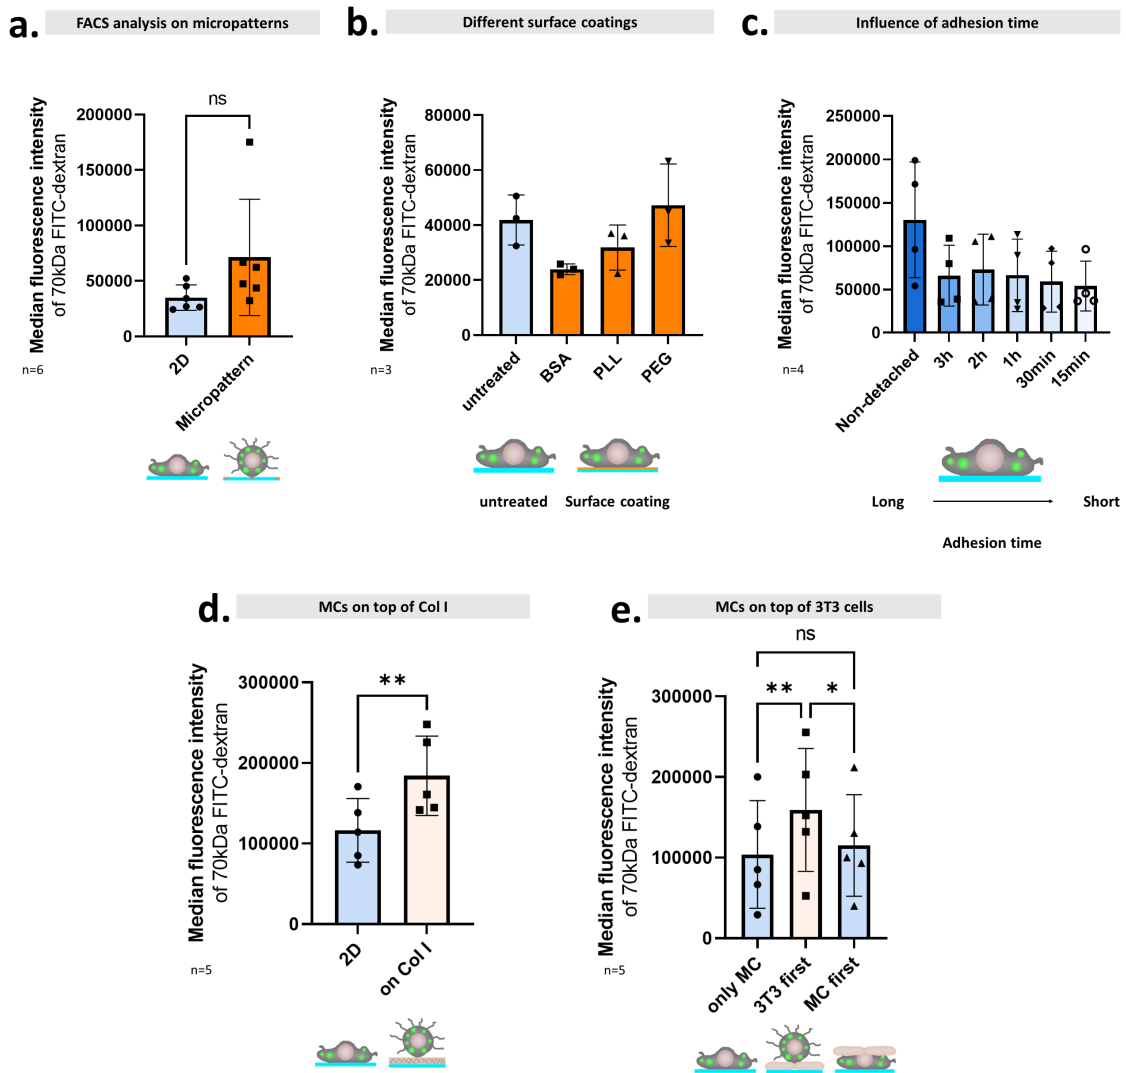 a.
FACS analysis on micropatterns
Median fluorescence intensity
of 70kDa FITC-dextran
200000
150000
100000
50000
0
ns
2D
Micropattern
n=6
b.
Different surface coatings
Median fluorescence intensity
of 70kDa FITC-dextran
80000
60000
40000
20000
0
untreated
BSA
PLL
PEG
n=3
untreated
Surface coating
c.
Influence of adhesion time
Median fluorescence intensity
of 70kDa FITC-dextran
250000
200000
150000
100000
50000
0
Non-detached
3h
2h
1h
30min
15min
n=4
Long
Short
Adhesion time
d.
MCs on top of Col I
Median fluorescence intensity
of 70kDa FITC-dextran
300000
200000
100000
0
**
2D
on Col I
n=5
e.
MCs on top of 3T3 cells
Median fluorescence intensity
of 70kDa FITC-dextran
300000
200000
100000
0
ns
**
*
only MC
3T3 first
MC first
n=5